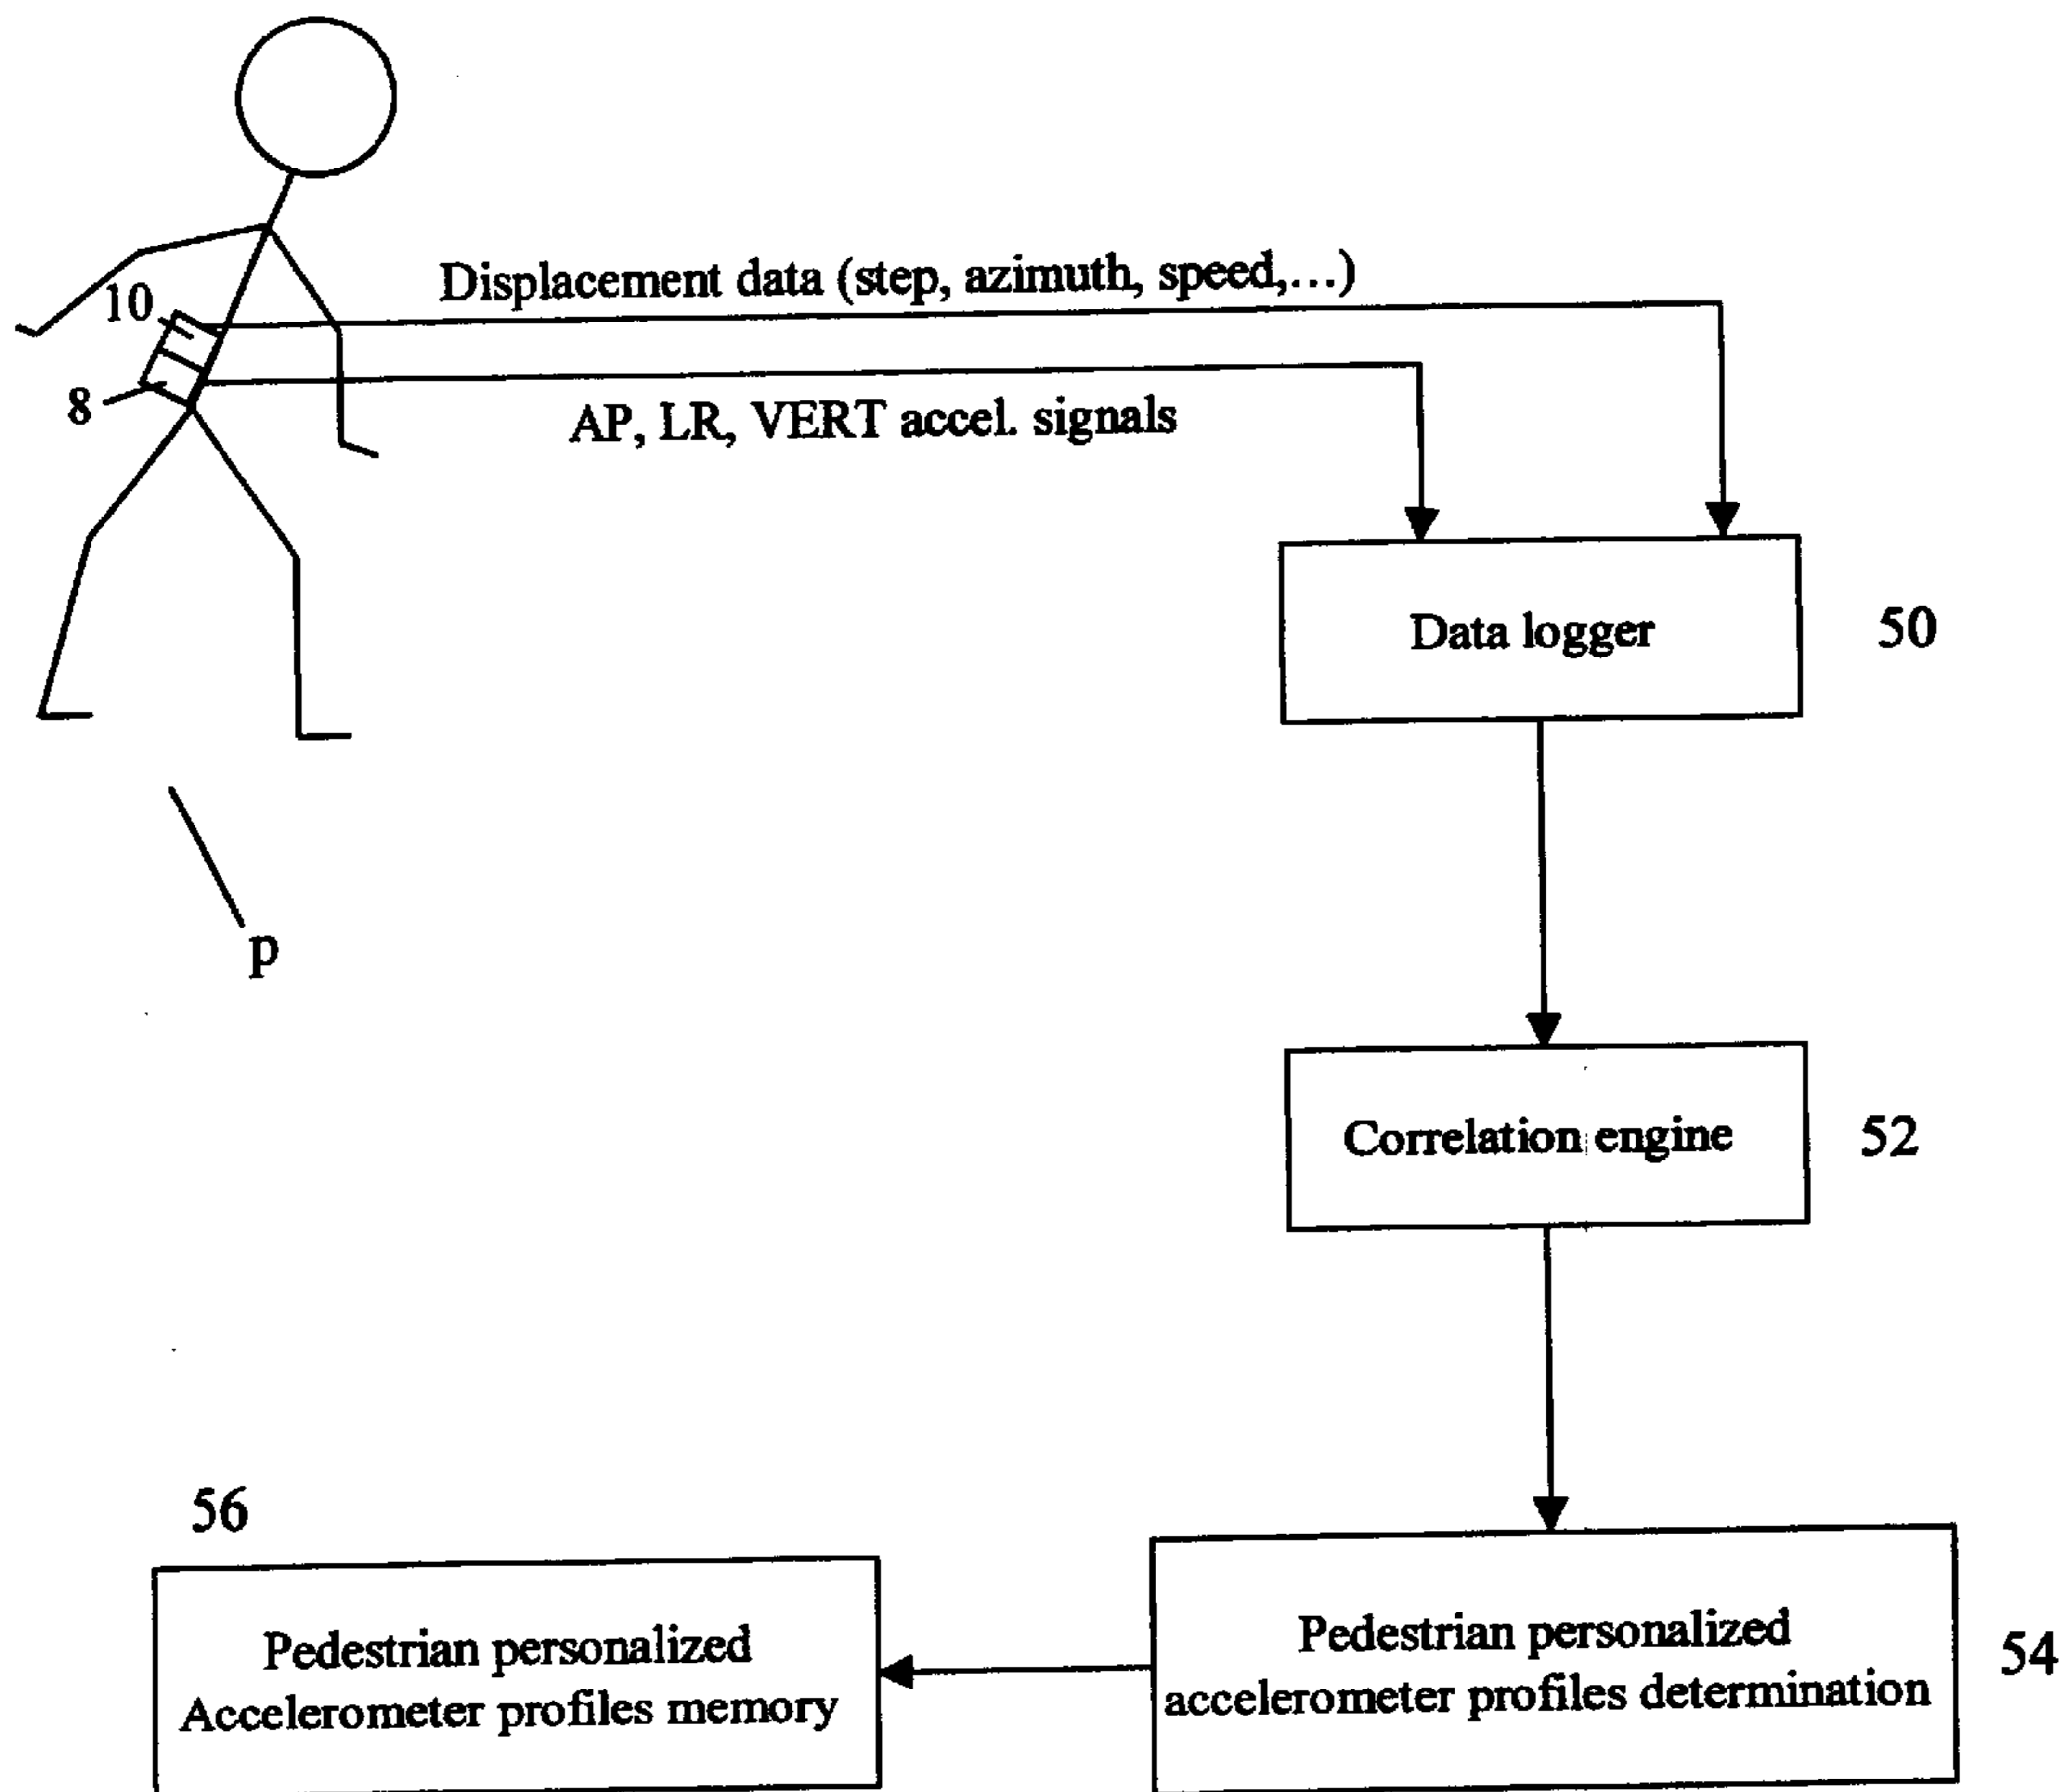 10
Displacement data (step, azimuth, speed,...)
8
AP, LR, VERT accel. signals
Data logger
50
p
Correlation engine
52
56
Pedestrian personalized
Accelerometer profiles memory
Pedestrian personalized
accelerometer profiles determination
54